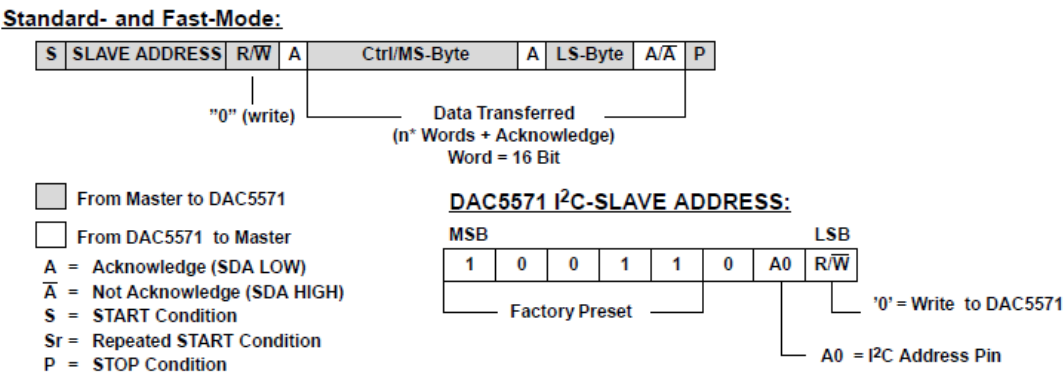 Standard- and Fast-Mode:
S SLAVE ADDRESS R/W̅ A Ctrl/MS-Byte A LS-Byte A/A̅ P
”0” (write)
Data Transferred
(n* Words + Acknowledge)
Word = 16 Bit
From Master to DAC5571
From DAC5571 to Master
A = Acknowledge (SDA LOW)
A̅ = Not Acknowledge (SDA HIGH)
S = START Condition
Sr = Repeated START Condition
P = STOP Condition
DAC5571 I²C-SLAVE ADDRESS:
MSB LSB
1 0 0 1 1 0 A0 R/W̅
Factory Preset
’0’ = Write to DAC5571
A0 = I²C Address Pin